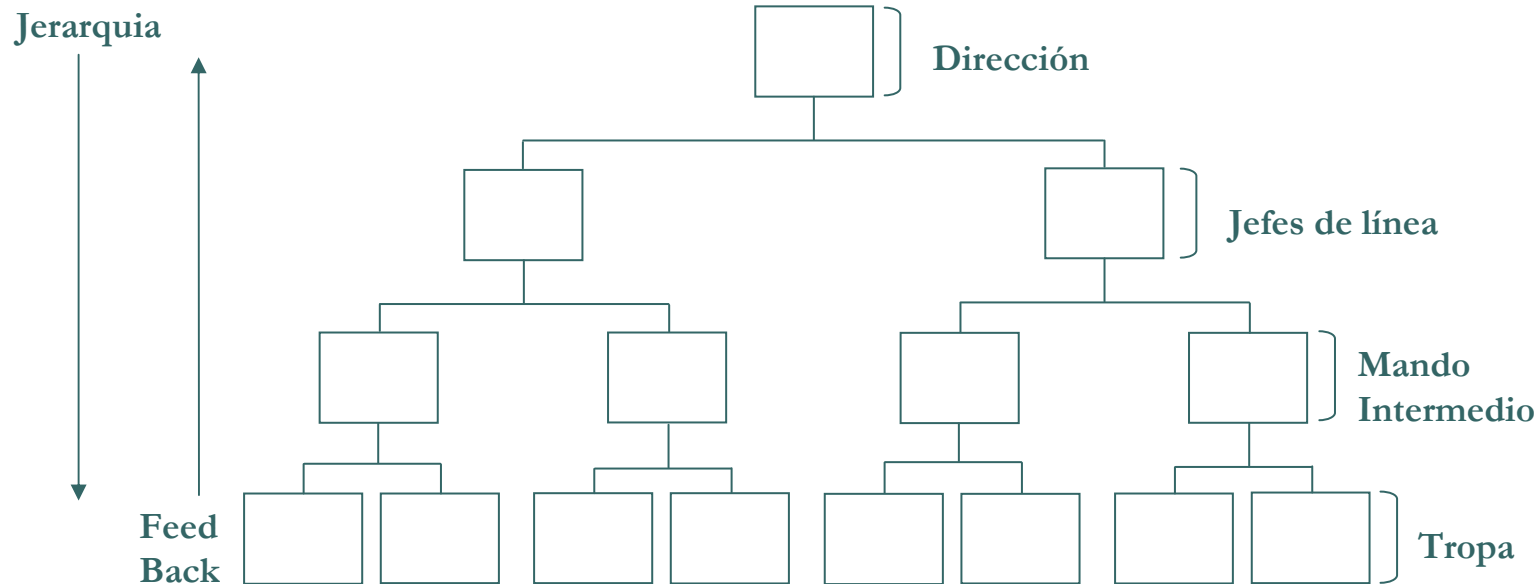 Jerarquia
Dirección
Jefes de línea
Mando
Intermedio
Feed
Back
Tropa